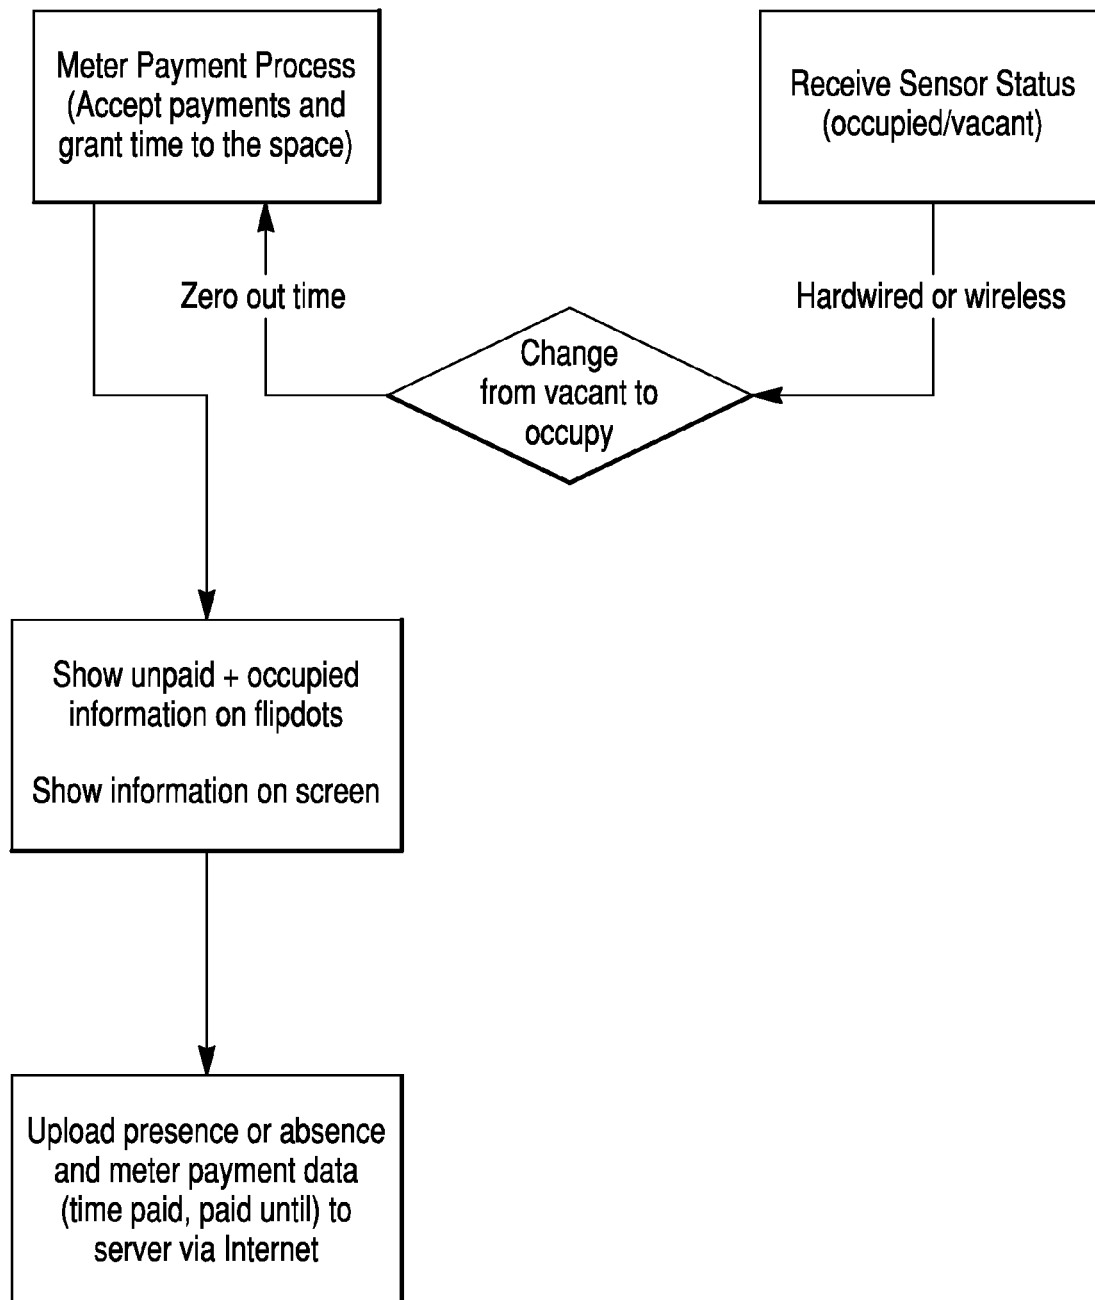 Meter Payment Process
(Accept payments and
grant time to the space)
Receive Sensor Status
(occupied/vacant)
Zero out time
Hardwired or wireless
Change
from vacant to
occupy
Show unpaid + occupied
information on flipdots
Show information on screen
Upload presence or absence
and meter payment data
(time paid, paid until) to
server via Internet